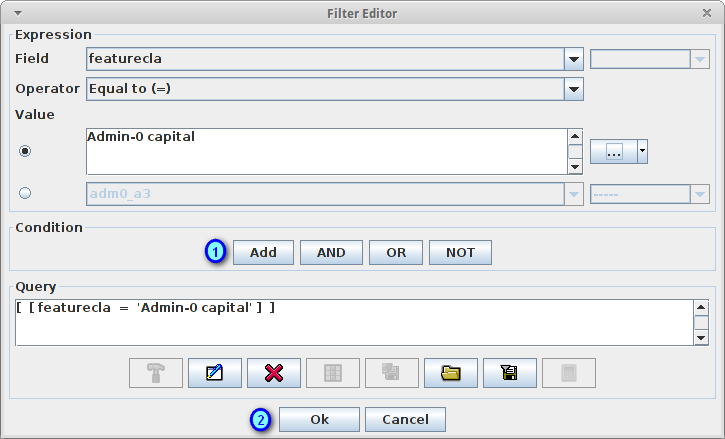 Filter Editor
Expression
Field featurecla
Operator Equal to (=)
Value
Admin-0 capital
...
adm0_a3 -----
Condition
1 Add AND OR NOT
Query
[ [ featurecla = 'Admin-0 capital' ] ]
2 Ok Cancel